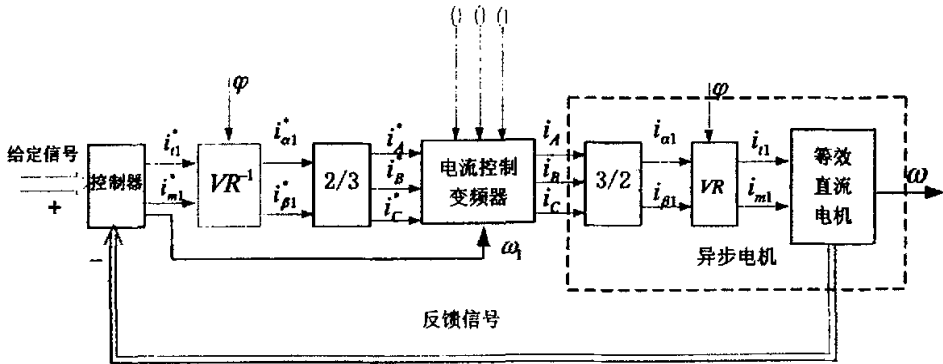 φ
φ
给定信号
+
控制器
−
i*t1
i*m1
VR⁻¹
i*α1
i*β1
2/3
i*A
i*B
i*C
电流控制
变频器
ω1
iA
iB
iC
3/2
iα1
iβ1
VR
it1
im1
等效
直流
电机
ω
异步电机
反馈信号